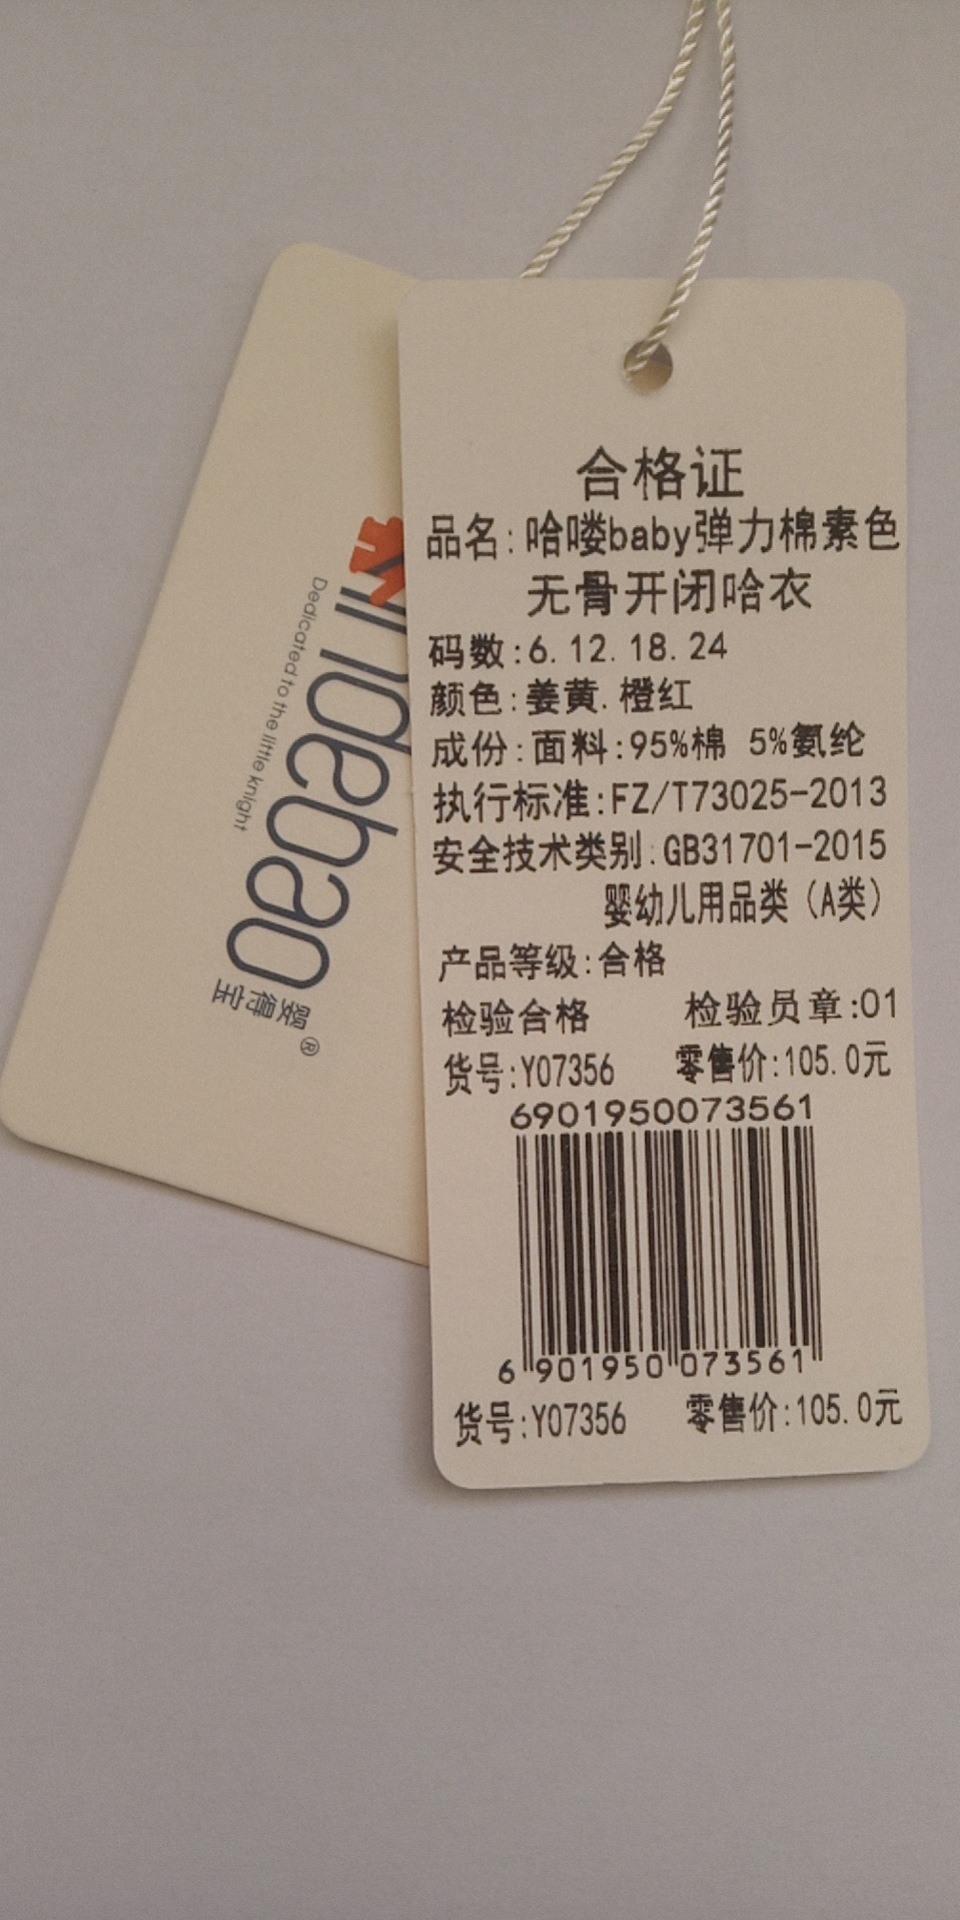 合格证
品名:哈喽baby弹力棉素色
无骨开闭哈衣
码数:6.12.18.24
颜色:姜黄.橙红
成份:面料:95%棉 5%氨纶
执行标准:FZ/T73025-2013
安全技术类别:GB31701-2015
婴幼儿用品类（A类）
产品等级:合格
检验合格 检验员章:01
货号:Y07356 零售价:105.0元
6901950073561
6 901950 073561
货号:Y07356 零售价:105.0元
Dedicated to the little knight
婴得宝®